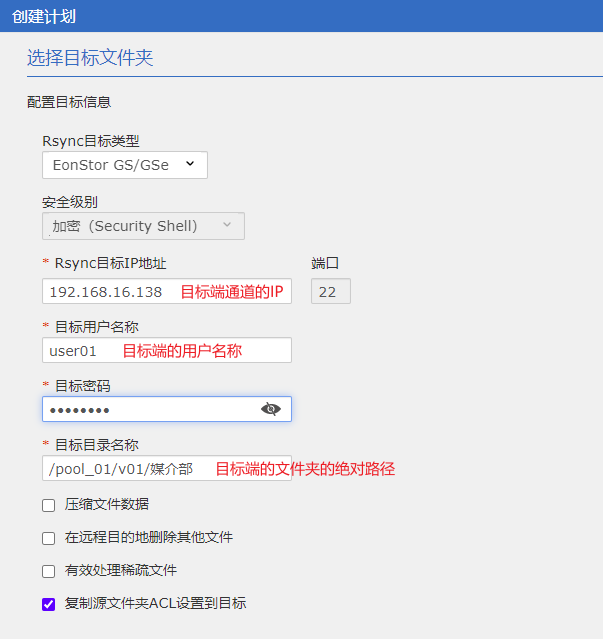 创建计划
选择目标文件夹
配置目标信息
Rsync目标类型
EonStor GS/GSe
安全级别
加密（Security Shell）
* Rsync目标IP地址 端口
192.168.16.138 目标端通道的IP 22
* 目标用户名称
user01 目标端的用户名称
* 目标密码
••••••••
* 目标目录名称
/pool_01/v01/媒介部 目标端的文件夹的绝对路径
压缩文件数据
在远程目的地删除其他文件
有效处理稀疏文件
复制源文件夹ACL设置到目标